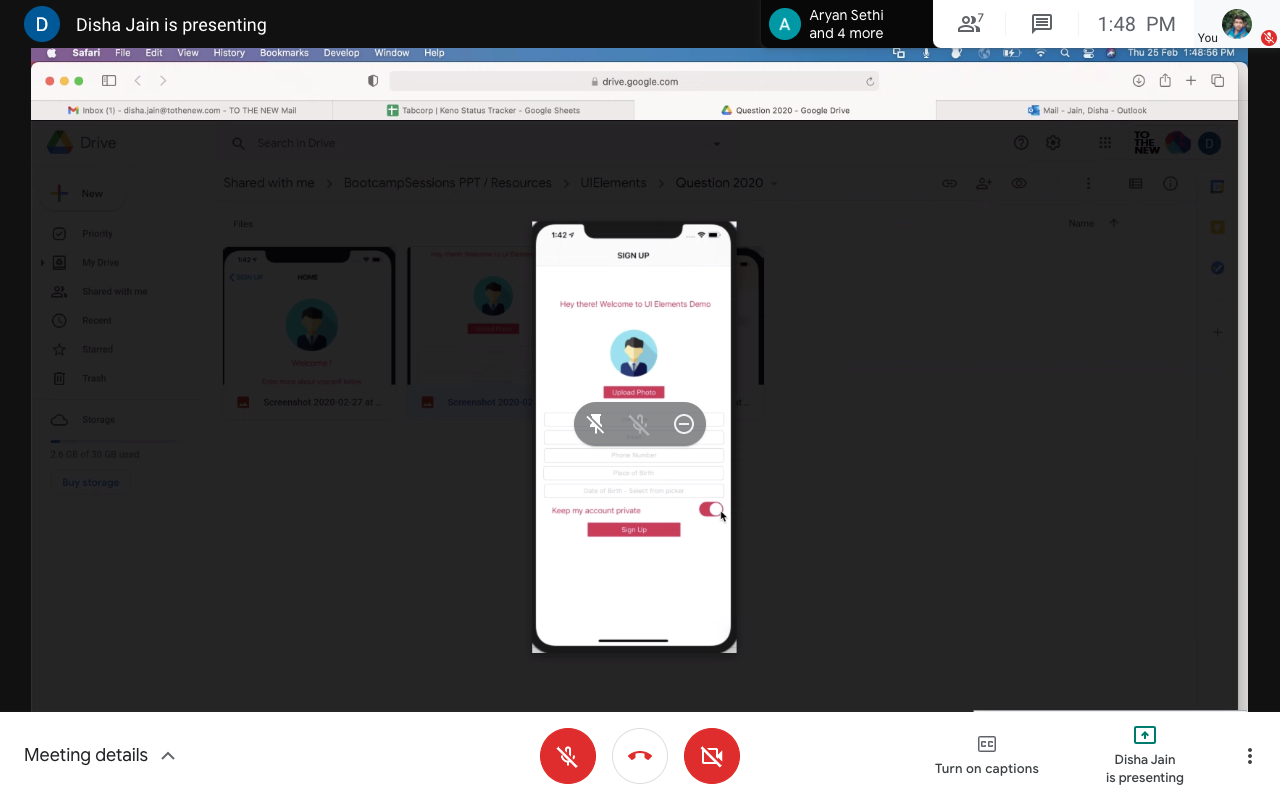 D Disha Jain is presenting
A Aryan Sethi
and 4 more
7
1:48 PM
You
Safari File Edit View History Bookmarks Develop Window Help
Thu 25 Feb 1:48:56 PM
drive.google.com
Inbox (1) - disha.jain@tothenew.com - TO THE NEW Mail
Tabcorp | Keno Status Tracker - Google Sheets
Question 2020 - Google Drive
Mail - Jain, Disha - Outlook
Drive
Search in Drive
TO
THE
NEW
D
New
Shared with me > BootcampSessions PPT / Resources > UIElements > Question 2020
Files
Name
Priority
My Drive
Shared with me
Recent
Starred
Trash
Storage
2.6 GB of 30 GB used
Buy storage
1:42
SIGN UP
HOME
Welcome !
Screenshot 2020-02-27 at ...
Hey there! Welcome to UI Elem
Screenshot 2020-0
1:42
SIGN UP
Hey there! Welcome to UI Elements Demo
Upload Photo
Phone Number
Place of Birth
Date of Birth - Select from picker
Keep my account private
Sign Up
Meeting details
CC
Turn on captions
Disha Jain
is presenting